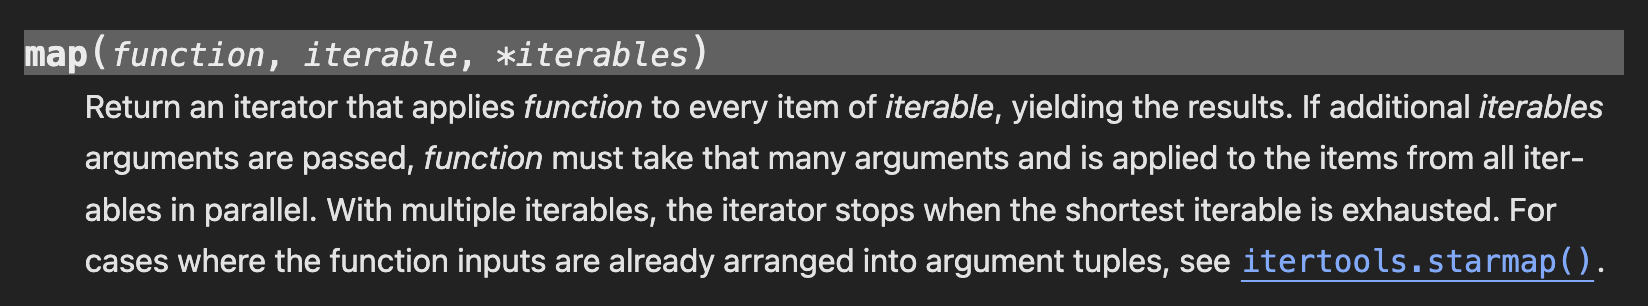 map(function, iterable, *iterables)
Return an iterator that applies function to every item of iterable, yielding the results. If additional iterables
arguments are passed, function must take that many arguments and is applied to the items from all iter-
ables in parallel. With multiple iterables, the iterator stops when the shortest iterable is exhausted. For
cases where the function inputs are already arranged into argument tuples, see itertools.starmap().